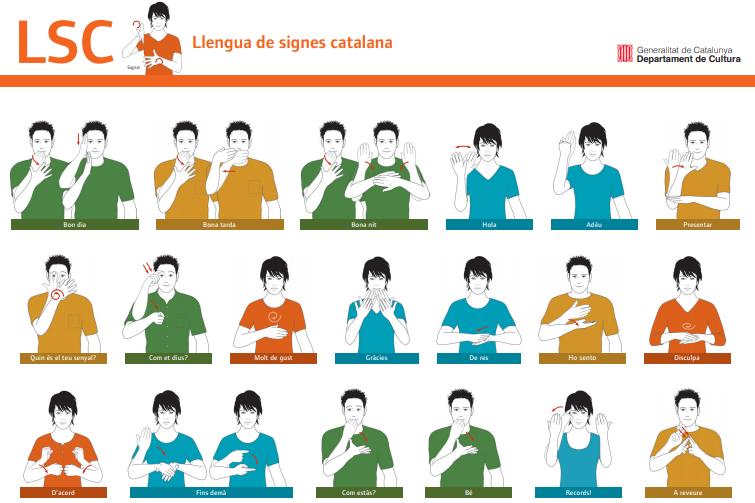 LSC
Signar
Llengua de signes catalana
Generalitat de Catalunya
Departament de Cultura
Bon dia
Bona tarda
Bona nit
Hola
Adéu
Presentar
Quin és el teu senyal?
Com et dius?
Molt de gust
Gràcies
De res
Ho sento
Disculpa
D'acord
Fins demà
Com estàs?
Bé
Records!
A reveure